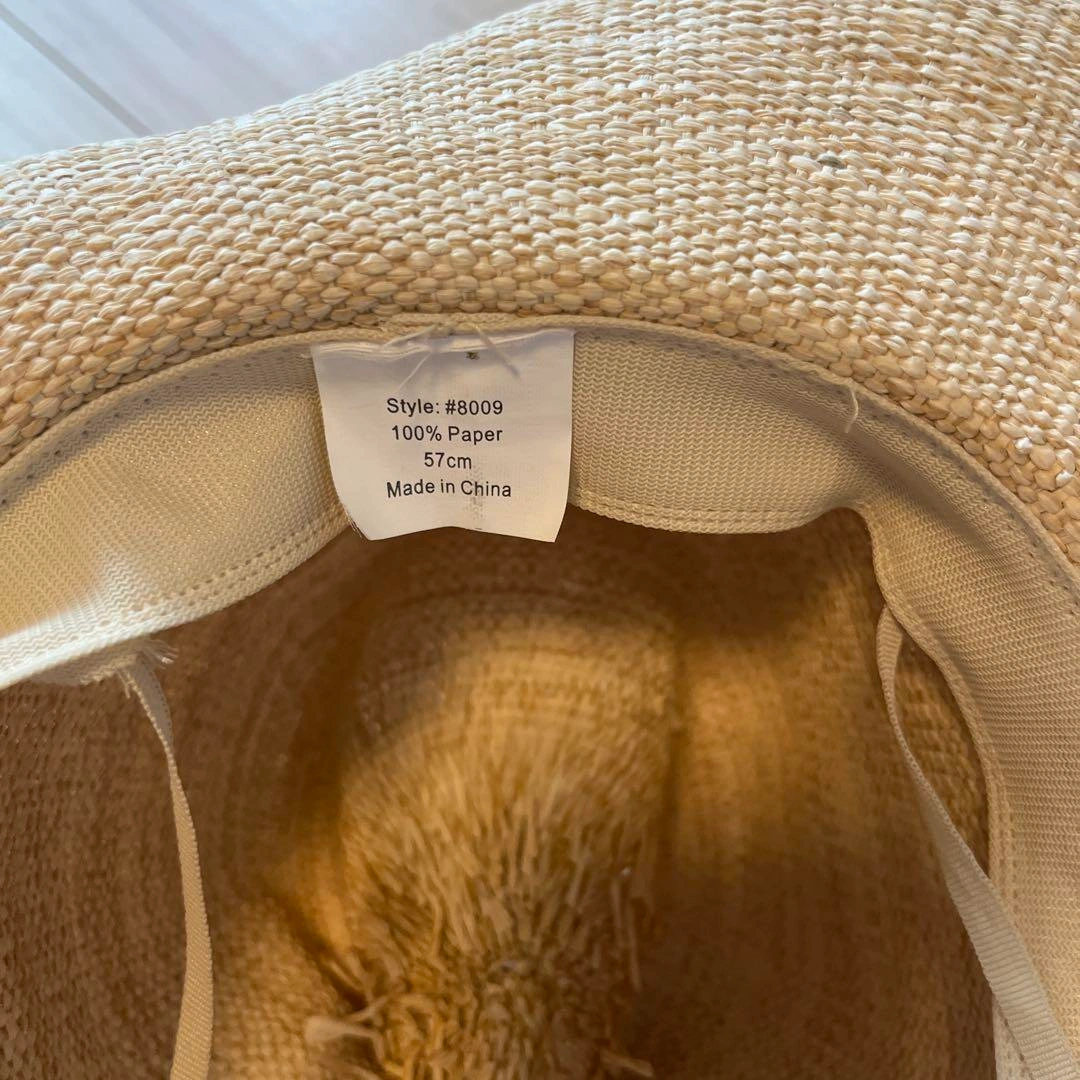 Style: #8009
100% Paper
57cm
Made in China